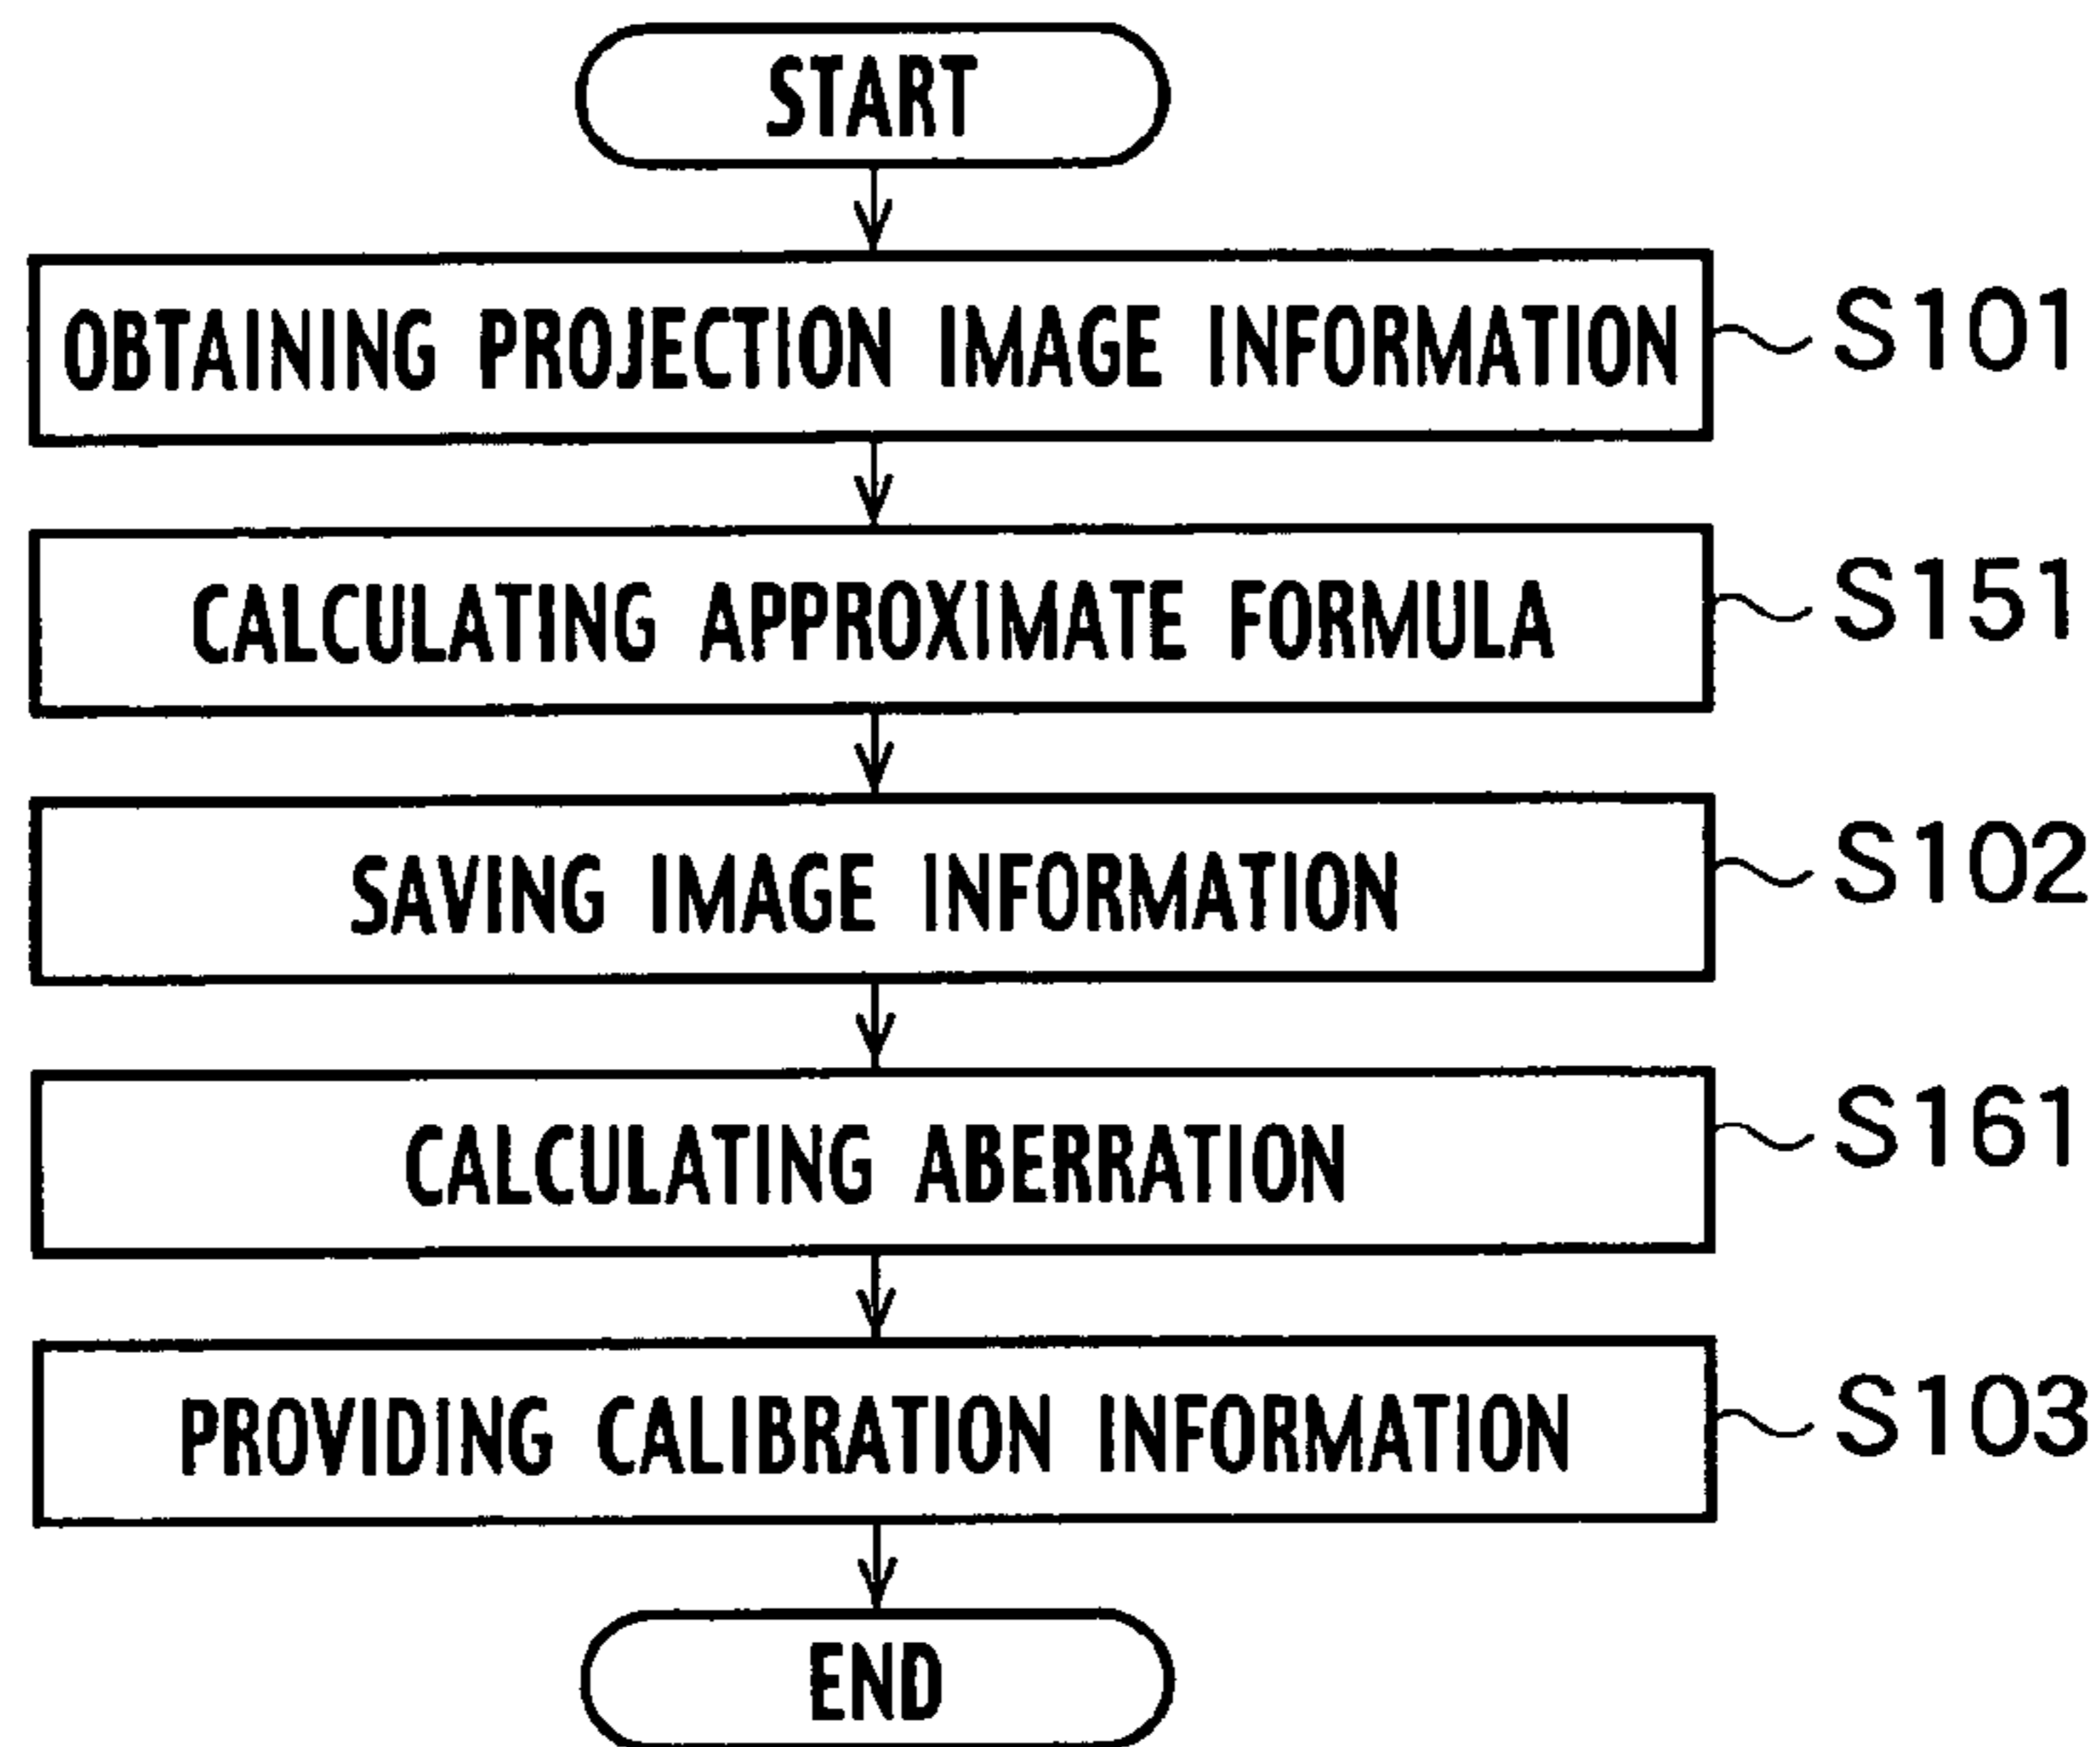 START
OBTAINING PROJECTION IMAGE INFORMATION S101
CALCULATING APPROXIMATE FORMULA S151
SAVING IMAGE INFORMATION S102
CALCULATING ABERRATION S161
PROVIDING CALIBRATION INFORMATION S103
END